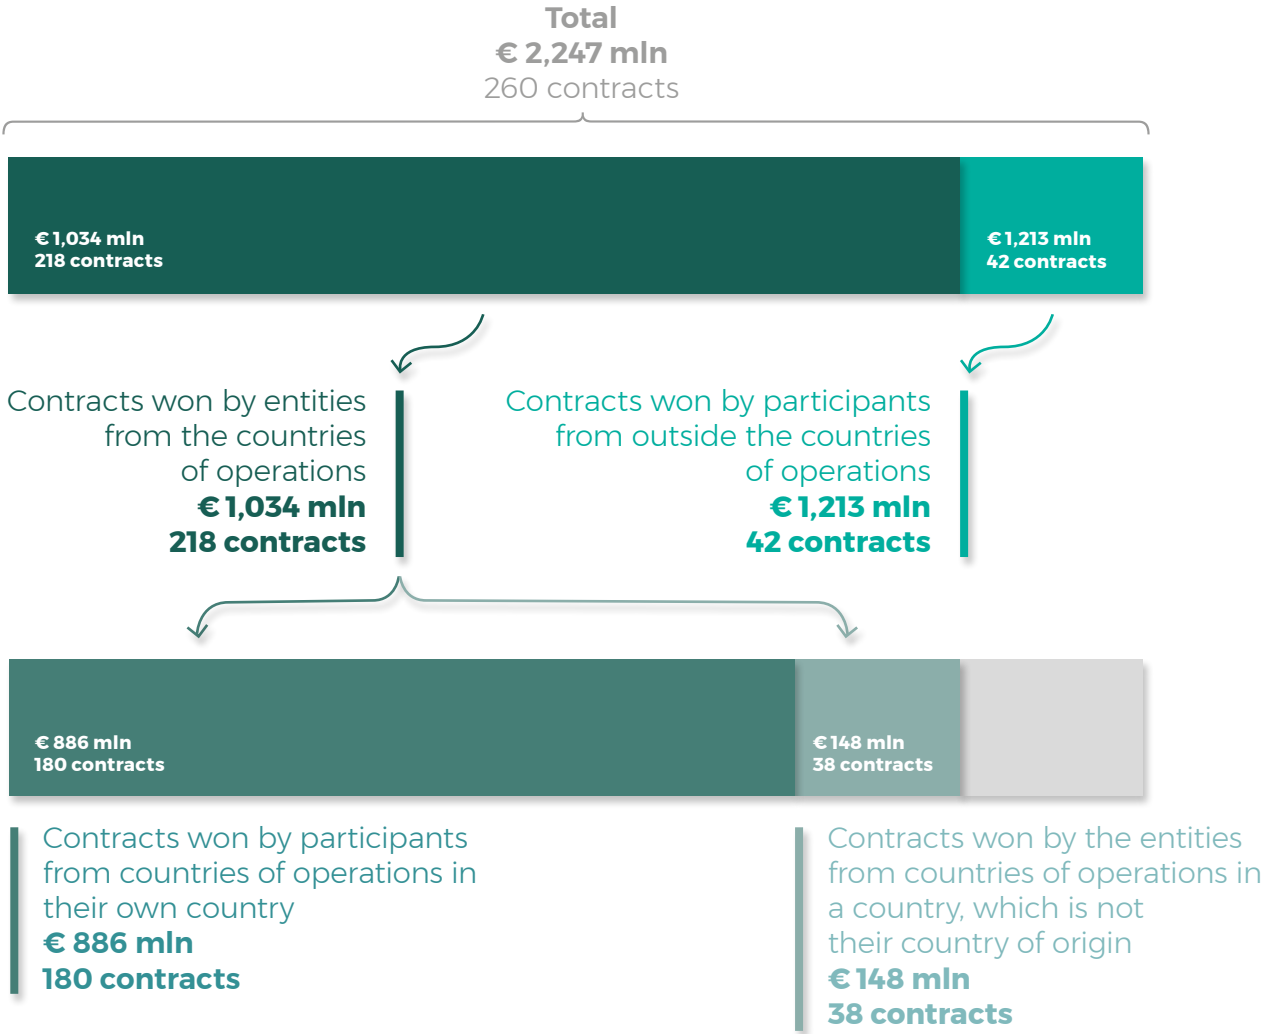 Total
€ 2,247 mln
260 contracts
€ 1,034 mln
218 contracts
€ 1,213 mln
42 contracts
Contracts won by entities
from the countries
of operations
€ 1,034 mln
218 contracts
Contracts won by participants
from outside the countries
of operations
€ 1,213 mln
42 contracts
€ 886 mln
180 contracts
€ 148 mln
38 contracts
Contracts won by participants
from countries of operations in
their own country
€ 886 mln
180 contracts
Contracts won by the entities
from countries of operations in
a country, which is not
their country of origin
€ 148 mln
38 contracts